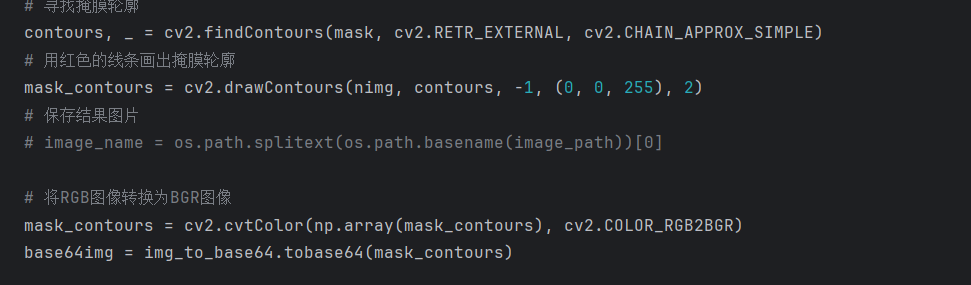 # 寻找掩膜轮廓
contours, _ = cv2.findContours(mask, cv2.RETR_EXTERNAL, cv2.CHAIN_APPROX_SIMPLE)
# 用红色的线条画出掩膜轮廓
mask_contours = cv2.drawContours(nimg, contours, -1, (0, 0, 255), 2)
# 保存结果图片
# image_name = os.path.splitext(os.path.basename(image_path))[0]
# 将RGB图像转换为BGR图像
mask_contours = cv2.cvtColor(np.array(mask_contours), cv2.COLOR_RGB2BGR)
base64img = img_to_base64.tobase64(mask_contours)